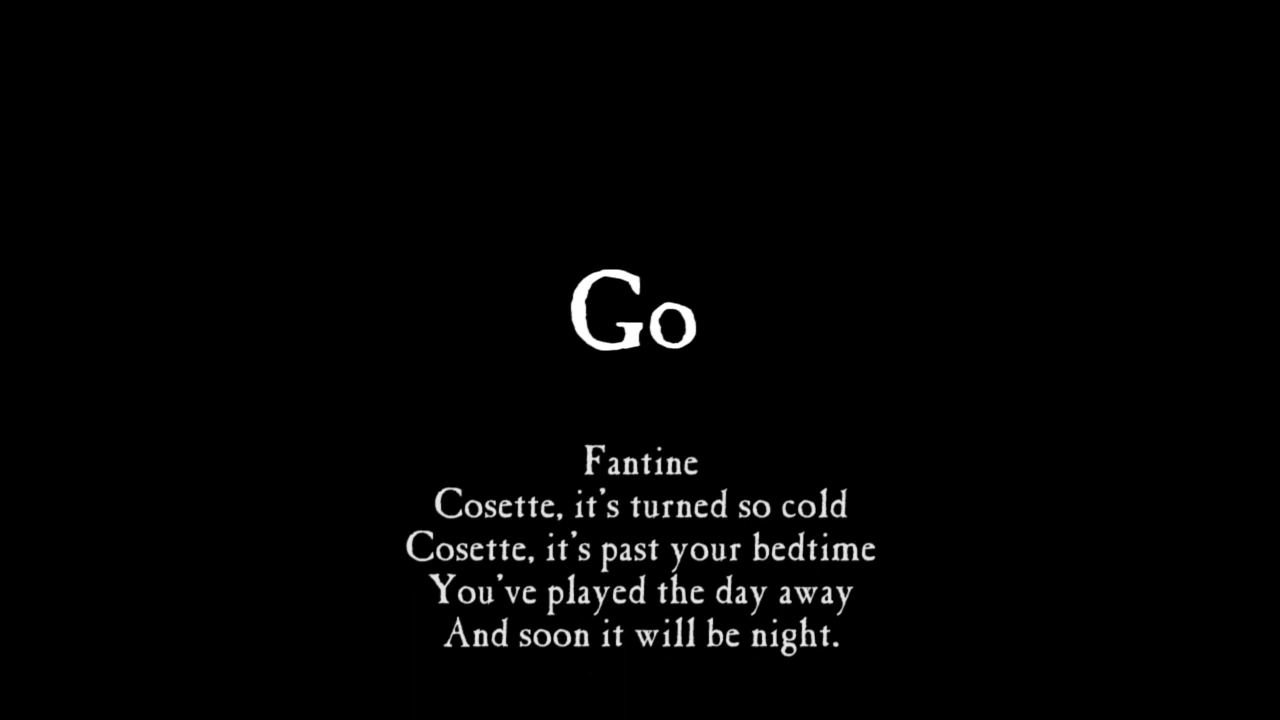 Go
Fantine
Cosette, it's turned so cold
Cosette, it's past your bedtime
You've played the day away
And soon it will be night.